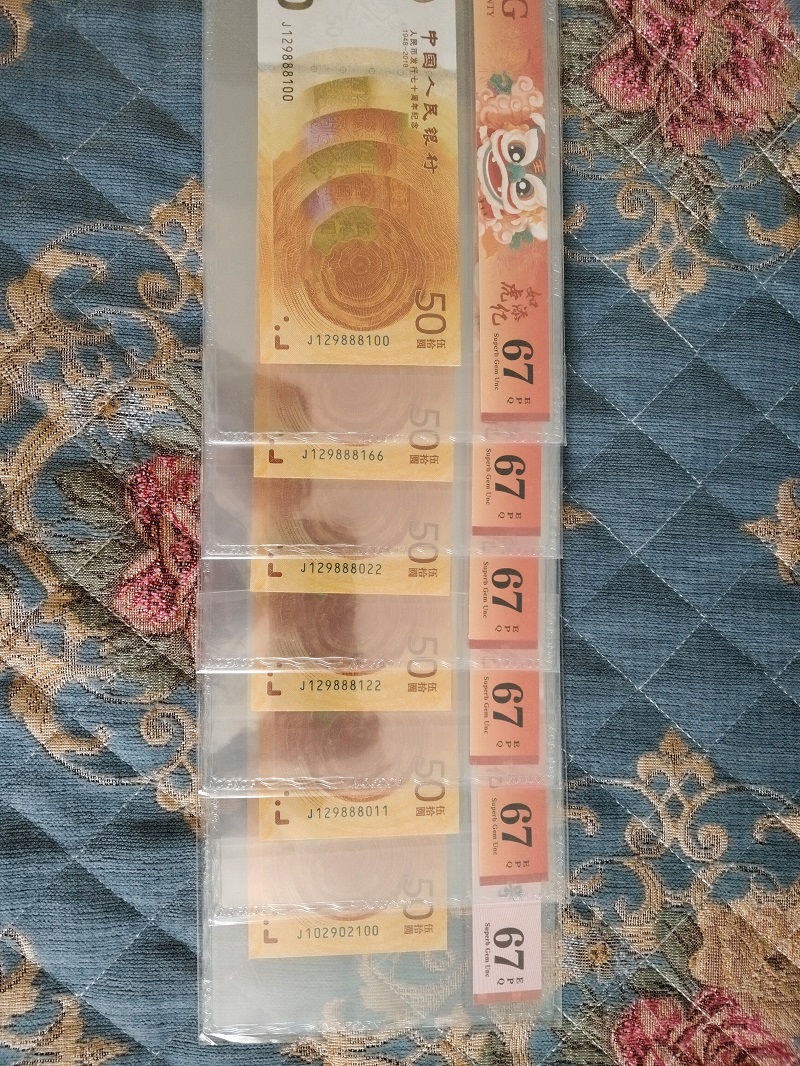 J129888100
中国人民银行
人民币发行七十周年纪念
1948-2018
50
伍拾圆
J129888100
G
NTY
如虎添亿
67
EPQ
Superb Gem Unc
50
伍拾圆
J129888166
67
EPQ
Superb Gem Unc
50
伍拾圆
J129888022
67
EPQ
Superb Gem Unc
50
伍拾圆
J129888122
67
EPQ
Superb Gem Unc
50
伍拾圆
J129888011
67
EPQ
Superb Gem Unc
50
伍拾圆
J102902100
67
EPQ
Superb Gem Unc